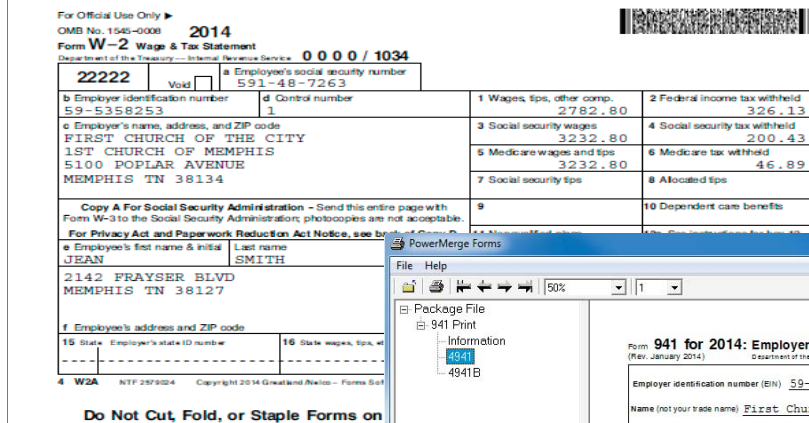 For Official Use Only ▶
OMB No. 1545-0008 2014
Form W-2 Wage & Tax Statement
Department of the Treasury — Internal Revenue Service 0 0 0 0 / 1034
22222 Void
a Employee's social security number
591-48-7263
b Employer identification number
59-5358253
d Control number
1
1 Wages, tips, other comp.
2782.80
2 Federal income tax withheld
326.13
c Employer's name, address, and ZIP code
FIRST CHURCH OF THE CITY
1ST CHURCH OF MEMPHIS
5100 POPLAR AVENUE
MEMPHIS TN 38134
3 Social security wages
3232.80
4 Social security tax withheld
200.43
5 Medicare wages and tips
3232.80
6 Medicare tax withheld
46.89
7 Social security tips
8 Allocated tips
Copy A For Social Security Administration - Send this entire page with
Form W-3 to the Social Security Administration; photocopies are not acceptable.
For Privacy Act and Paperwork Reduction Act Notice, see
9
10 Dependent care benefits
e Employee's first name & initial
JEAN
Last name
SMITH
2142 FRAYSER BLVD
MEMPHIS TN 38127
f Employee's address and ZIP code
15 State Employer's state ID number
16 State wages, tips,
4 W2A NTF 2579024 Copyright 2014 Greatland/Nelco - Forms
Do Not Cut, Fold, or Staple Forms on
PowerMerge Forms
File Help
50%
1
Package File
941 Print
Information
4941
4941B
Form 941 for 2014: Employer
(Rev. January 2014) Department of the
Employer identification number (EIN) 59-
Name (not your trade name) First